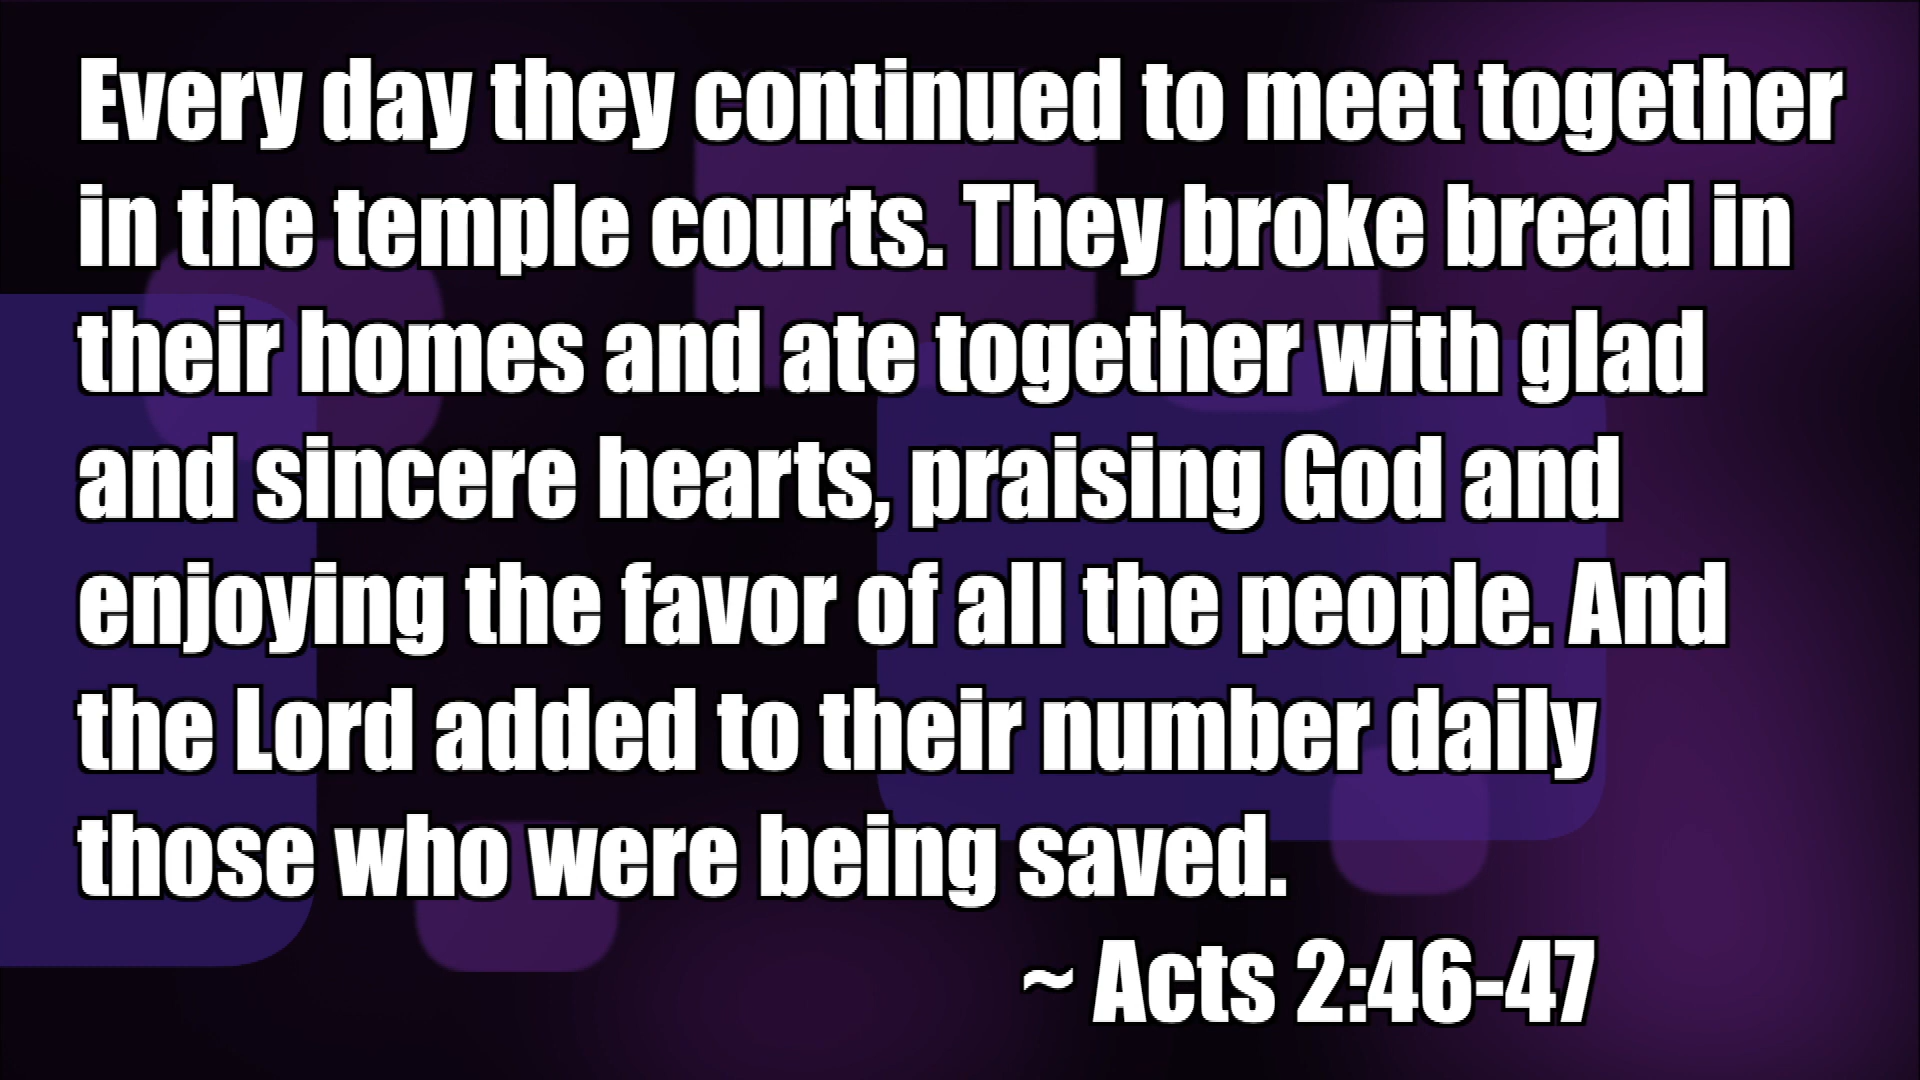 Every day they continued to meet together
in the temple courts. They broke bread in
their homes and ate together with glad
and sincere hearts, praising God and
enjoying the favor of all the people. And
the Lord added to their number daily
those who were being saved.
~ Acts 2:46-47